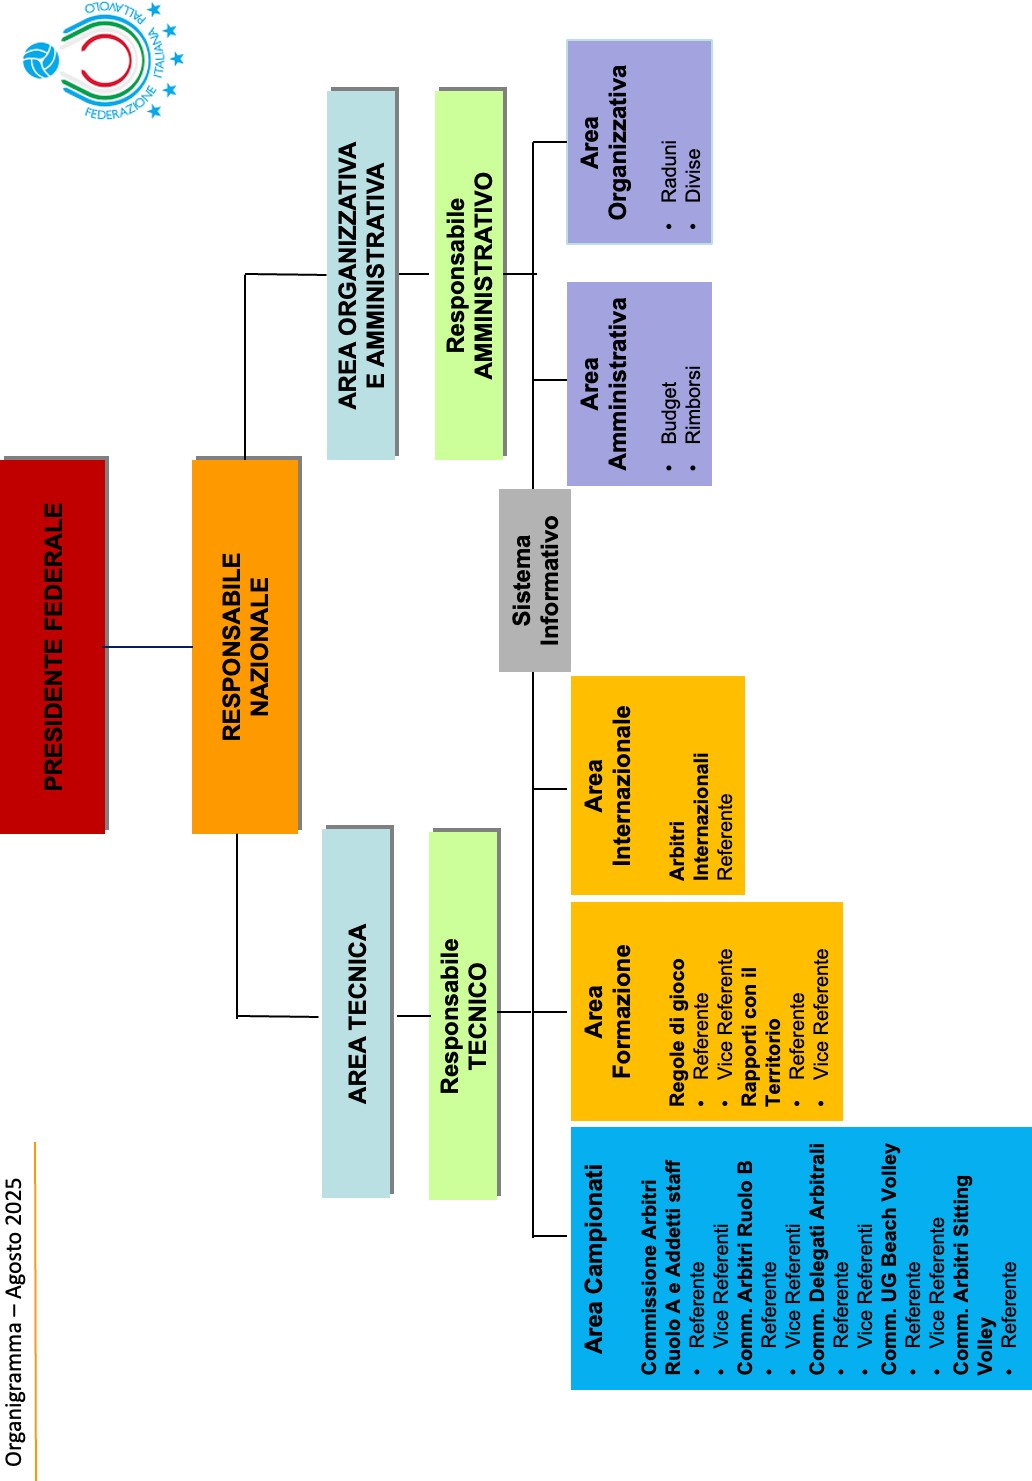 Organigramma – Agosto 2025
FEDERAZIONE ITALIANA PALLAVOLO
PRESIDENTE FEDERALE
RESPONSABILE
NAZIONALE
AREA TECNICA
AREA ORGANIZZATIVA
E AMMINISTRATIVA
Responsabile
TECNICO
Responsabile
AMMINISTRATIVO
Sistema
Informativo
Area Campionati
Commissione Arbitri
Ruolo A e Addetti staff
• Referente
• Vice Referenti
Comm. Arbitri Ruolo B
• Referente
• Vice Referenti
Comm. Delegati Arbitrali
• Referente
• Vice Referenti
Comm. UG Beach Volley
• Referente
• Vice Referente
Comm. Arbitri Sitting
Volley
• Referente
Area
Formazione
Regole di gioco
• Referente
• Vice Referente
Rapporti con il
Territorio
• Referente
• Vice Referente
Area
Internazionale
Arbitri
Internazionali
Referente
Area
Amministrativa
• Budget
• Rimborsi
Area
Organizzativa
• Raduni
• Divise